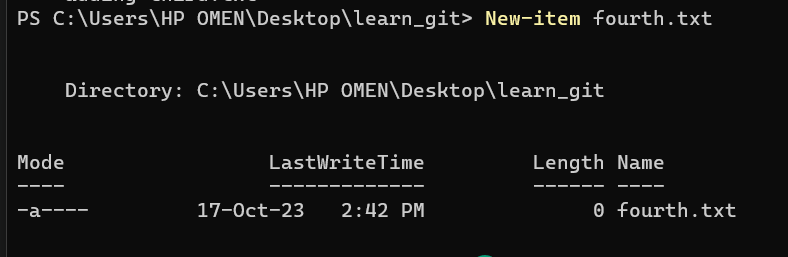 PS C:\Users\HP OMEN\Desktop\learn_git> New-item fourth.txt
Directory: C:\Users\HP OMEN\Desktop\learn_git
Mode LastWriteTime Length Name
---- ------------- ------ ----
-a---- 17-Oct-23 2:42 PM 0 fourth.txt